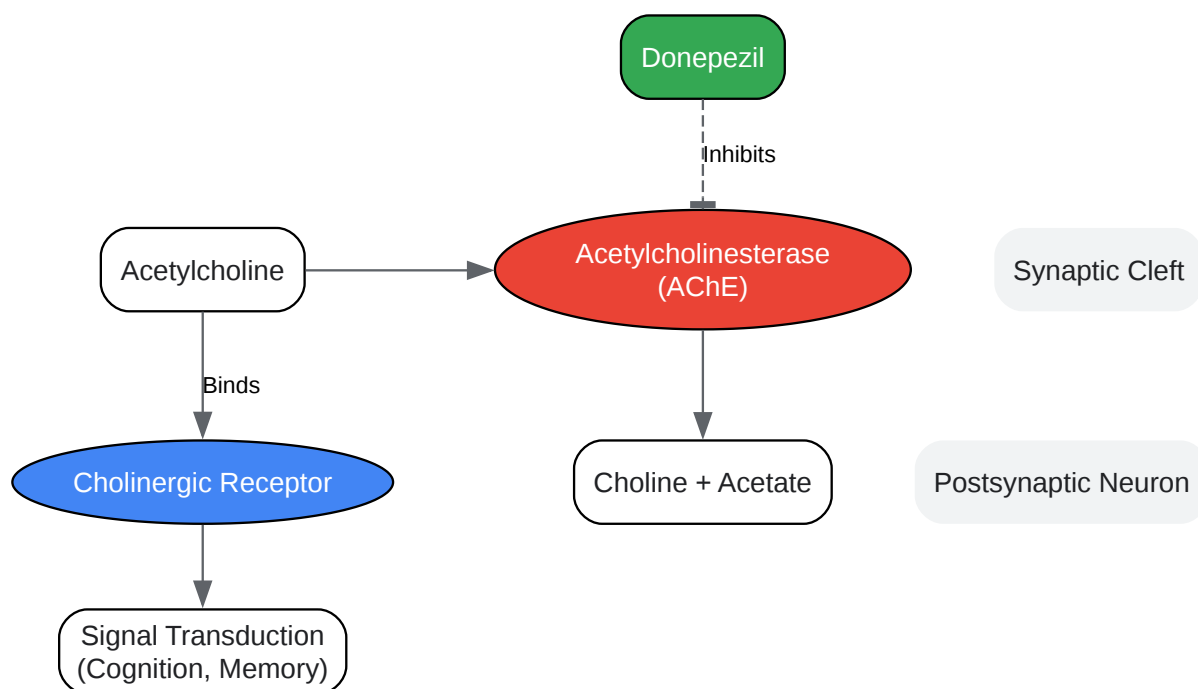 Donepezil
Inhibits
Acetylcholine
Acetylcholinesterase
(AChE)
Synaptic Cleft
Binds
Cholinergic Receptor
Choline + Acetate
Postsynaptic Neuron
Signal Transduction
(Cognition, Memory)